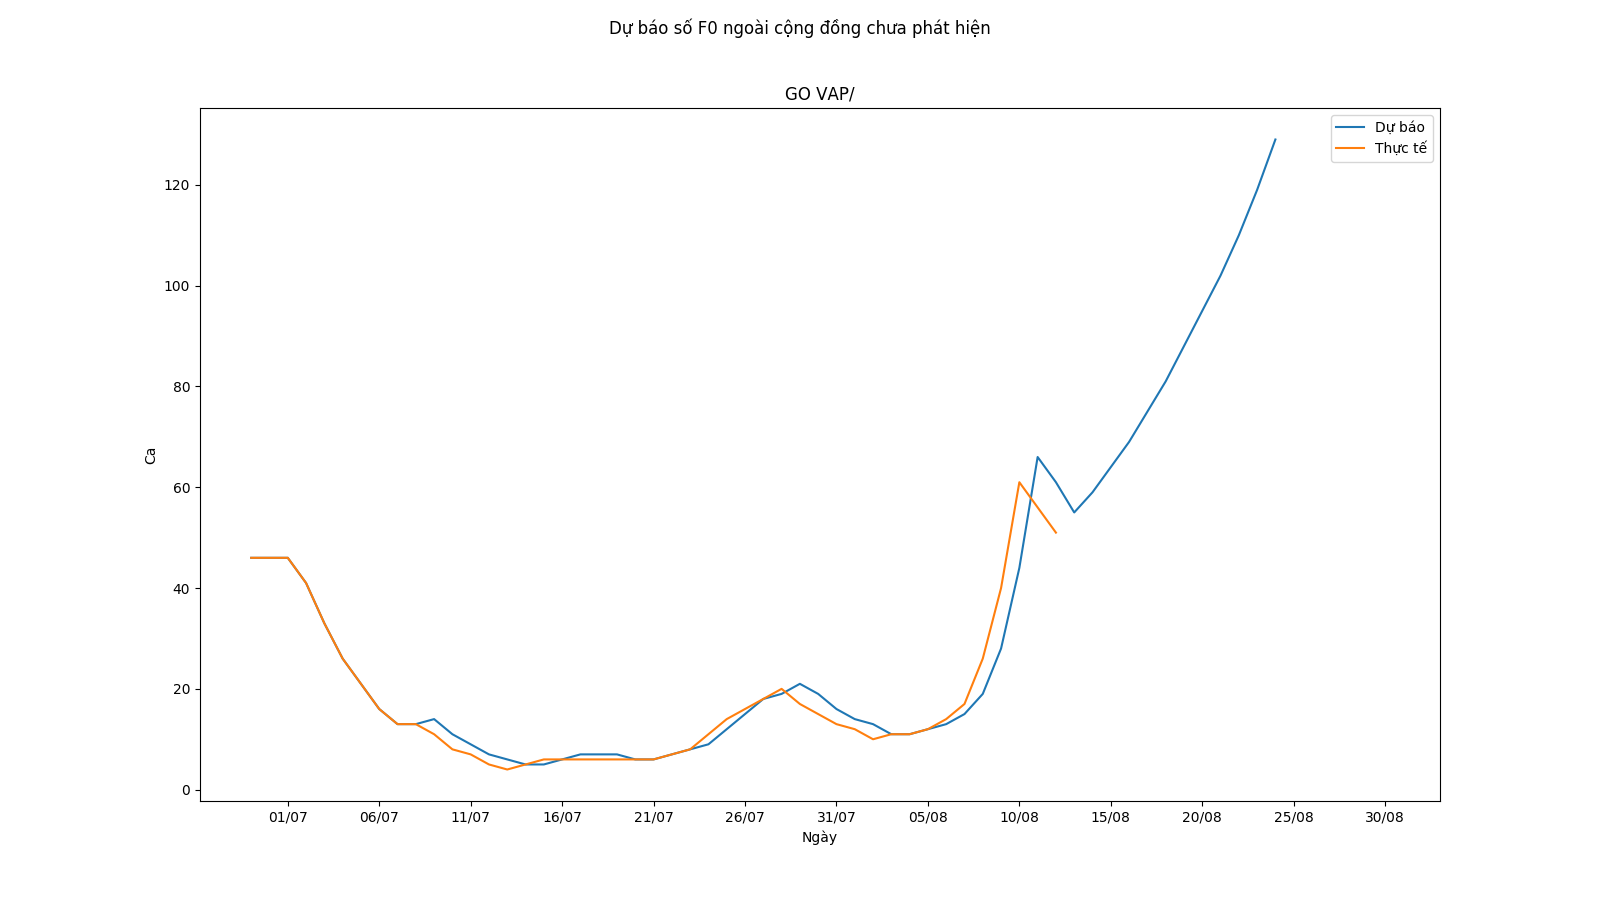 Dự báo số F0 ngoài cộng đồng chưa phát hiện
GO VAP/
Dự báo
Thực tế
120
100
80
60
40
20
0
Ca
01/07 06/07 11/07 16/07 21/07 26/07 31/07 05/08 10/08 15/08 20/08 25/08 30/08
Ngày